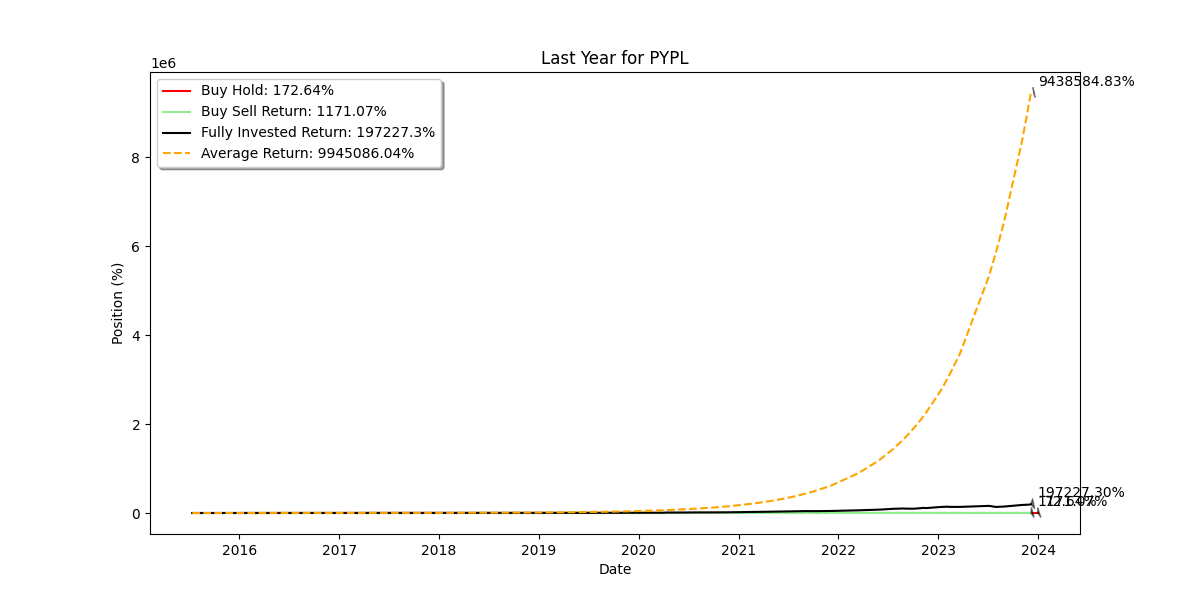 Last Year for PYPL
1e6
9438584.83%
Buy Hold: 172.64%
Buy Sell Return: 1171.07%
Fully Invested Return: 197227.3%
Average Return: 9945086.04%
8
6
4
2
0
Position (%)
197227.30%
2016 2017 2018 2019 2020 2021 2022 2023 2024
Date